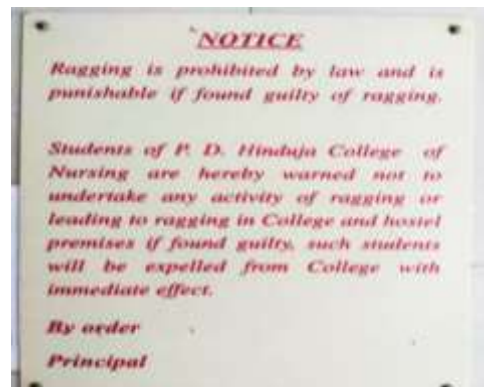 NOTICE
Ragging is prohibited by law and is
punishable if found guilty of ragging.
Students of P. D. Hinduja College of
Nursing are hereby warned not to
undertake any activity of ragging or
leading to ragging in College and hostel
premises if found guilty, such students
will be expelled from College with
immediate effect.
By order
Principal